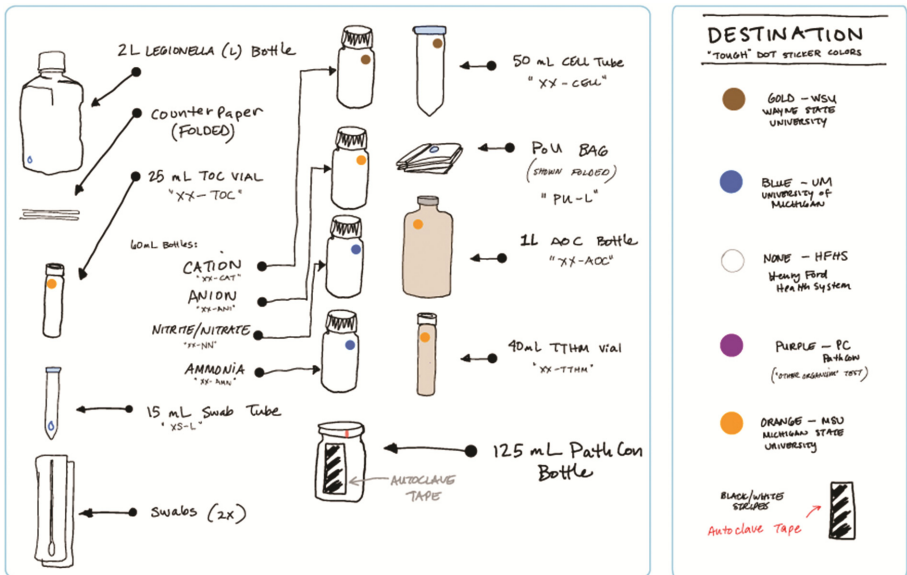 2L LEGIONELLA (L) Bottle
Counter Paper
(FOLDED)
25 mL TOC VIAL
"XX-TOC"
60mL Bottles:
CATION
"XX-CAT"
ANION
"XX-ANI"
NITRITE/NITRATE
"XX-NN"
AMMONIA
"XX-AMN"
15 mL Swab Tube
"XS-L"
Swabs (2X)
50 mL CELL Tube
"XX-CELL"
PoU BAG
(SHOWN FOLDED)
"PU-L"
1L AOC Bottle
"XX-AOC"
40mL TTHM Vial
"XX-TTHM"
125 mL PathCon
Bottle
AUTOCLAVE
TAPE
DESTINATION
"TOUGH" DOT STICKER COLORS
GOLD - WSU
WAYNE STATE
UNIVERSITY
BLUE - UM
UNIVERSITY of
MICHIGAN
NONE - HFHS
Henry Ford
Health System
PURPLE - PC
PathCon
("OTHER ORGANISM" TEST)
ORANGE - MSU
MICHIGAN STATE
UNIVERSITY
BLACK/WHITE
STRIPES
Autoclave Tape